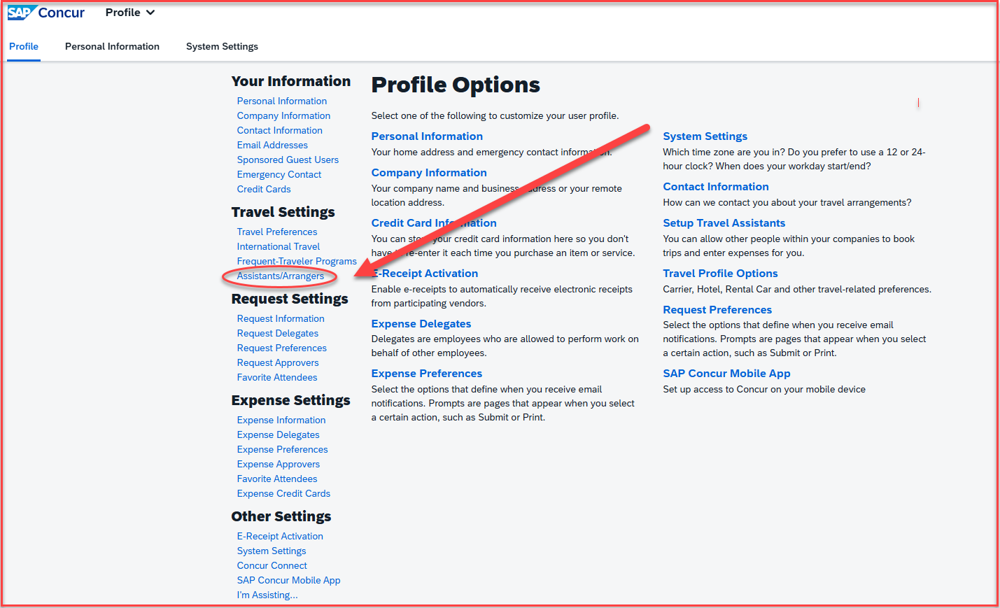 SAP Concur Profile
Profile Personal Information System Settings
Your Information
Personal Information
Company Information
Contact Information
Email Addresses
Sponsored Guest Users
Emergency Contact
Credit Cards
Travel Settings
Travel Preferences
International Travel
Frequent-Traveler Programs
Assistants/Arrangers
Request Settings
Request Information
Request Delegates
Request Preferences
Request Approvers
Favorite Attendees
Expense Settings
Expense Information
Expense Delegates
Expense Preferences
Expense Approvers
Favorite Attendees
Expense Credit Cards
Other Settings
E-Receipt Activation
System Settings
Concur Connect
SAP Concur Mobile App
I'm Assisting...
Profile Options
Select one of the following to customize your user profile.
Personal Information
Your home address and emergency contact information.
Company Information
Your company name and business address or your remote
location address.
Credit Card Information
You can store your credit card information here so you don't
have to re-enter it each time you purchase an item or service.
E-Receipt Activation
Enable e-receipts to automatically receive electronic receipts
from participating vendors.
Expense Delegates
Delegates are employees who are allowed to perform work on
behalf of other employees.
Expense Preferences
Select the options that define when you receive email
notifications. Prompts are pages that appear when you select
a certain action, such as Submit or Print.
System Settings
Which time zone are you in? Do you prefer to use a 12 or 24-
hour clock? When does your workday start/end?
Contact Information
How can we contact you about your travel arrangements?
Setup Travel Assistants
You can allow other people within your companies to book
trips and enter expenses for you.
Travel Profile Options
Carrier, Hotel, Rental Car and other travel-related preferences.
Request Preferences
Select the options that define when you receive email
notifications. Prompts are pages that appear when you select
a certain action, such as Submit or Print.
SAP Concur Mobile App
Set up access to Concur on your mobile device